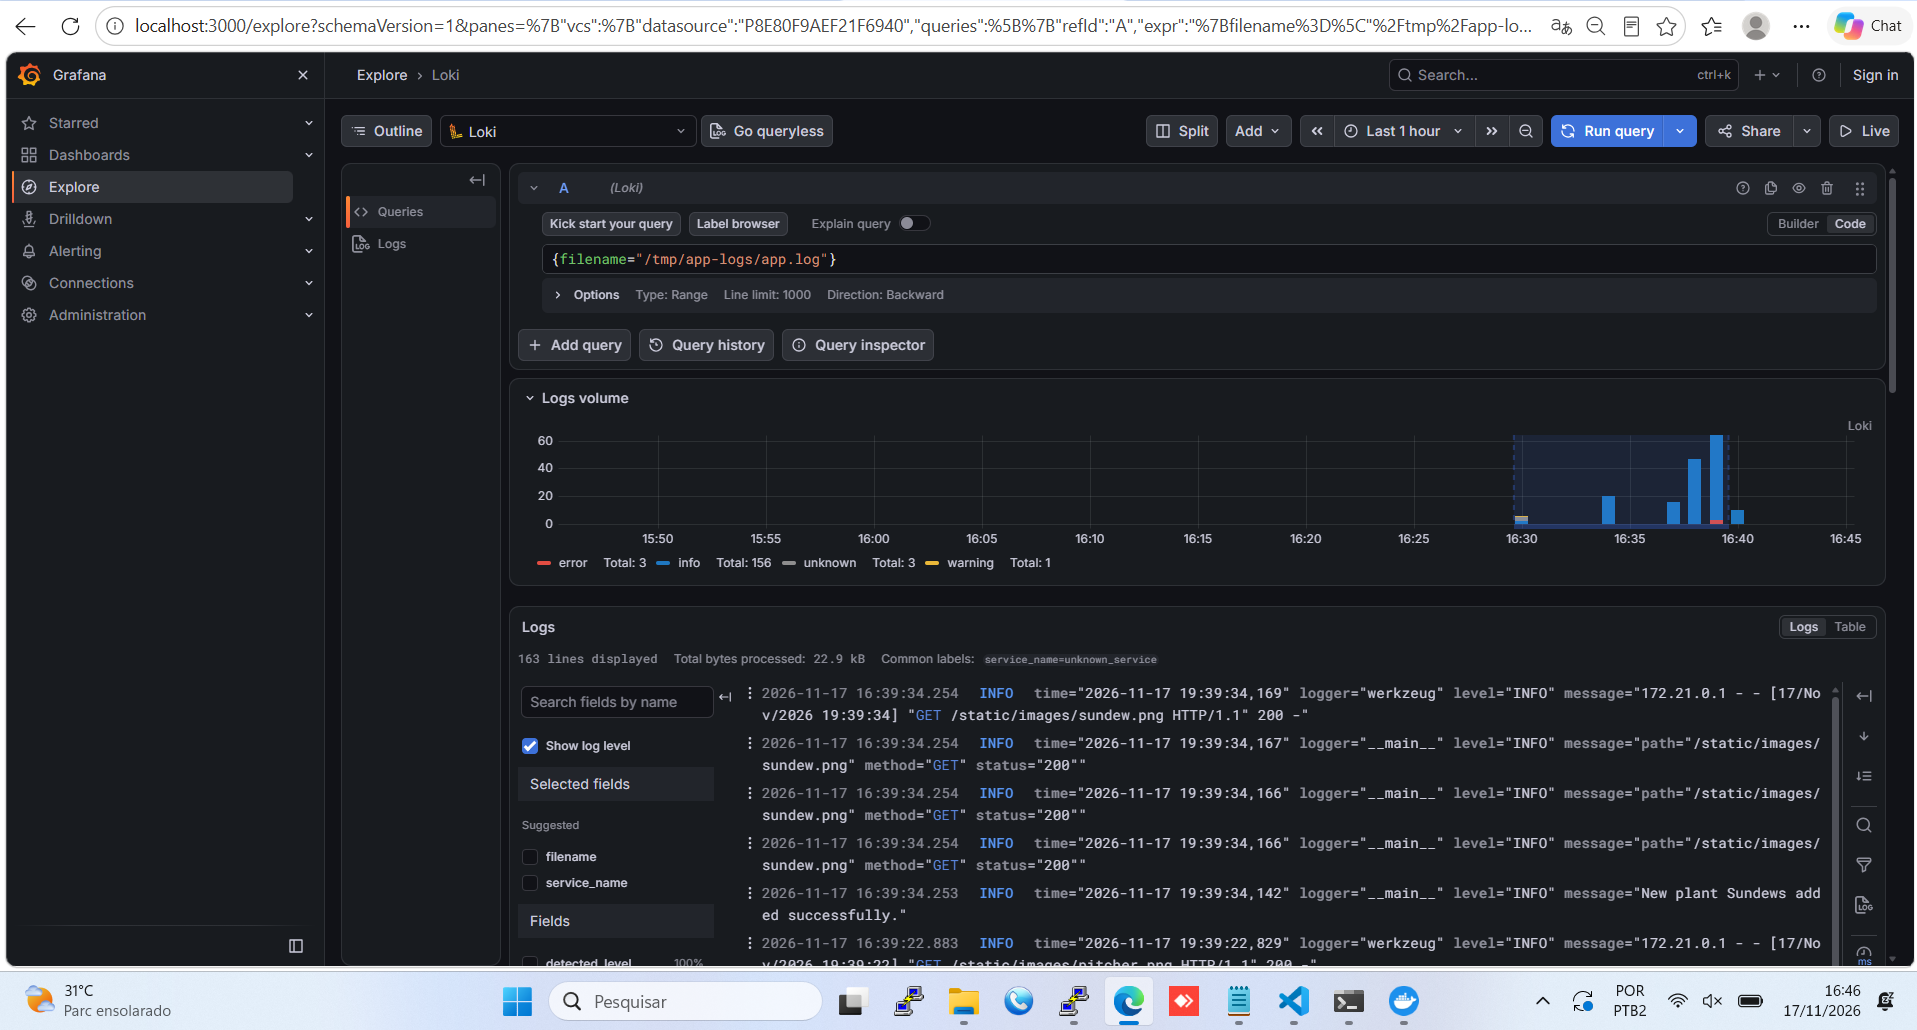 localhost:3000/explore?schemaVersion=1&panes=%7B"vcs":%7B"datasource":"P8E80F9AEF21F6940","queries":%5B%7B"refId":"A","expr":"%7Bfilename%3D%5C"%2Ftmp%2Fapp-lo...
Chat
Grafana
Explore › Loki
Search...
ctrl+k
Sign in
Starred
Dashboards
Explore
Drilldown
Alerting
Connections
Administration
Outline
Loki
Go queryless
Split
Add
Last 1 hour
Run query
Share
Live
Queries
Logs
A (Loki)
Kick start your query
Label browser
Explain query
Builder
Code
{filename="/tmp/app-logs/app.log"}
Options Type: Range Line limit: 1000 Direction: Backward
Add query
Query history
Query inspector
Logs volume
Loki
60
40
20
0
15:50 15:55 16:00 16:05 16:10 16:15 16:20 16:25 16:30 16:35 16:40 16:45
error Total: 3 info Total: 156 unknown Total: 3 warning Total: 1
Logs
Logs
Table
163 lines displayed Total bytes processed: 22.9 kB Common labels: service_name=unknown_service
Search fields by name
Show log level
Selected fields
Suggested
filename
service_name
Fields
detected_level 100%
2026-11-17 16:39:34.254 INFO time="2026-11-17 19:39:34,169" logger="werkzeug" level="INFO" message="172.21.0.1 - - [17/No
v/2026 19:39:34] "GET /static/images/sundew.png HTTP/1.1" 200 -"
2026-11-17 16:39:34.254 INFO time="2026-11-17 19:39:34,167" logger="__main__" level="INFO" message="path="/static/images/
sundew.png" method="GET" status="200""
2026-11-17 16:39:34.254 INFO time="2026-11-17 19:39:34,166" logger="__main__" level="INFO" message="path="/static/images/
sundew.png" method="GET" status="200""
2026-11-17 16:39:34.254 INFO time="2026-11-17 19:39:34,166" logger="__main__" level="INFO" message="path="/static/images/
sundew.png" method="GET" status="200""
2026-11-17 16:39:34.253 INFO time="2026-11-17 19:39:34,142" logger="__main__" level="INFO" message="New plant Sundews add
ed successfully."
2026-11-17 16:39:22.883 INFO time="2026-11-17 19:39:22,829" logger="werkzeug" level="INFO" message="172.21.0.1 - - [17/No
v/2026 19:39:22] "GET /static/images/pitcher.png HTTP/1.1" 200 -"
LOG
ms
31°C
Parc ensolarado
Pesquisar
POR
PTB2
16:46
17/11/2026